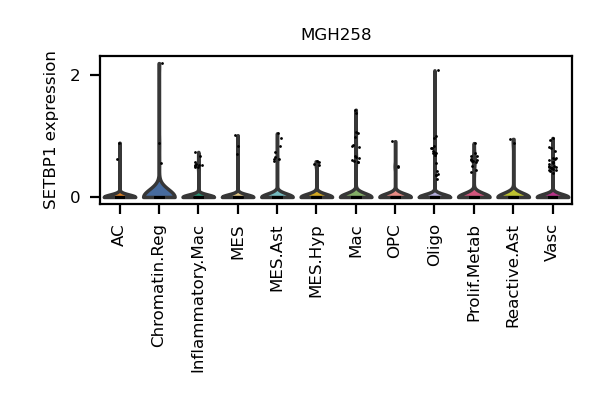 MGH258
SETBP1 expression
2
0
AC
Chromatin.Reg
Inflammatory.Mac
MES
MES.Ast
MES.Hyp
Mac
OPC
Oligo
Prolif.Metab
Reactive.Ast
Vasc